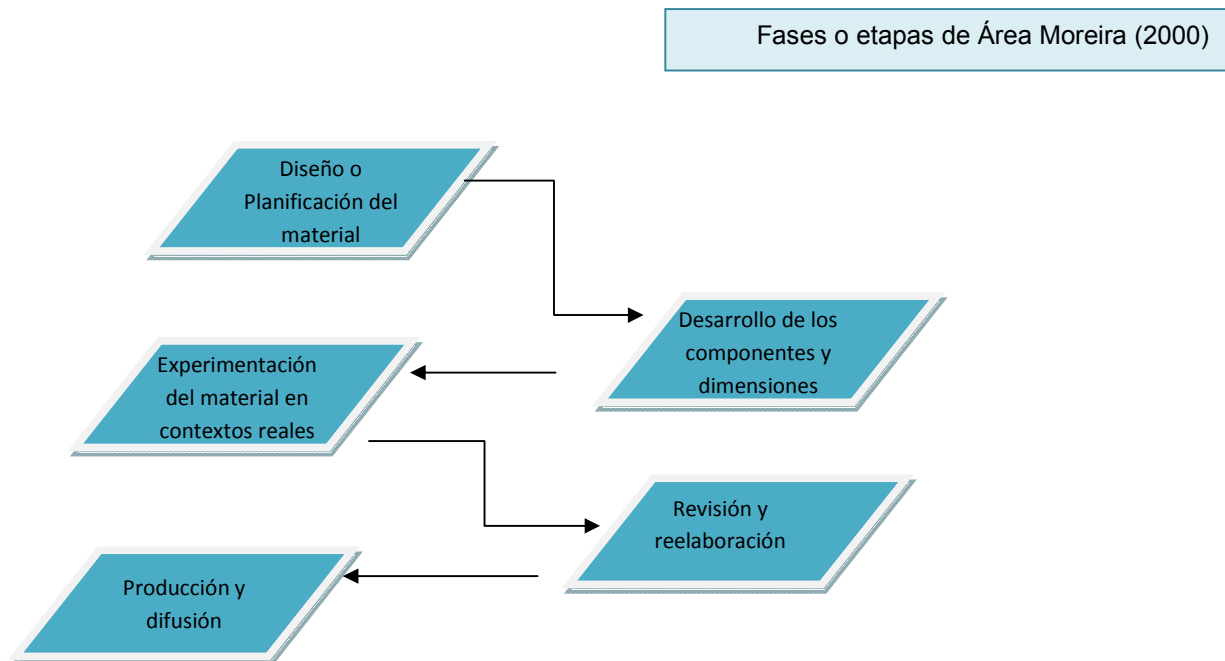 Fases o etapas de Área Moreira (2000)
Diseño o
Planificación del
material
Desarrollo de los
componentes y
dimensiones
Experimentación
del material en
contextos reales
Revisión y
reelaboración
Producción y
difusión